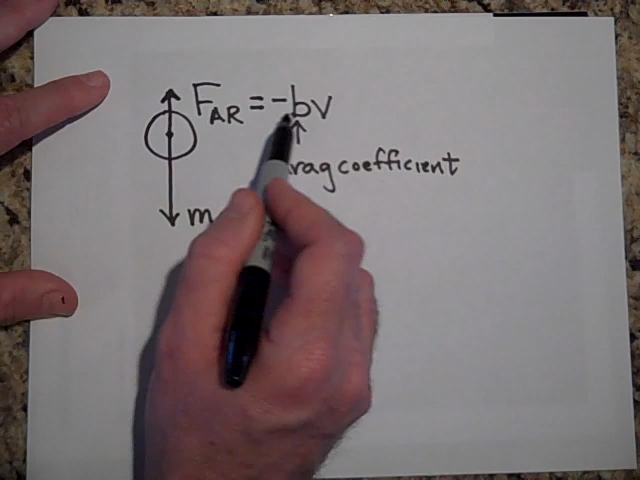 F_AR = -bv
↑
rag coefficient
m